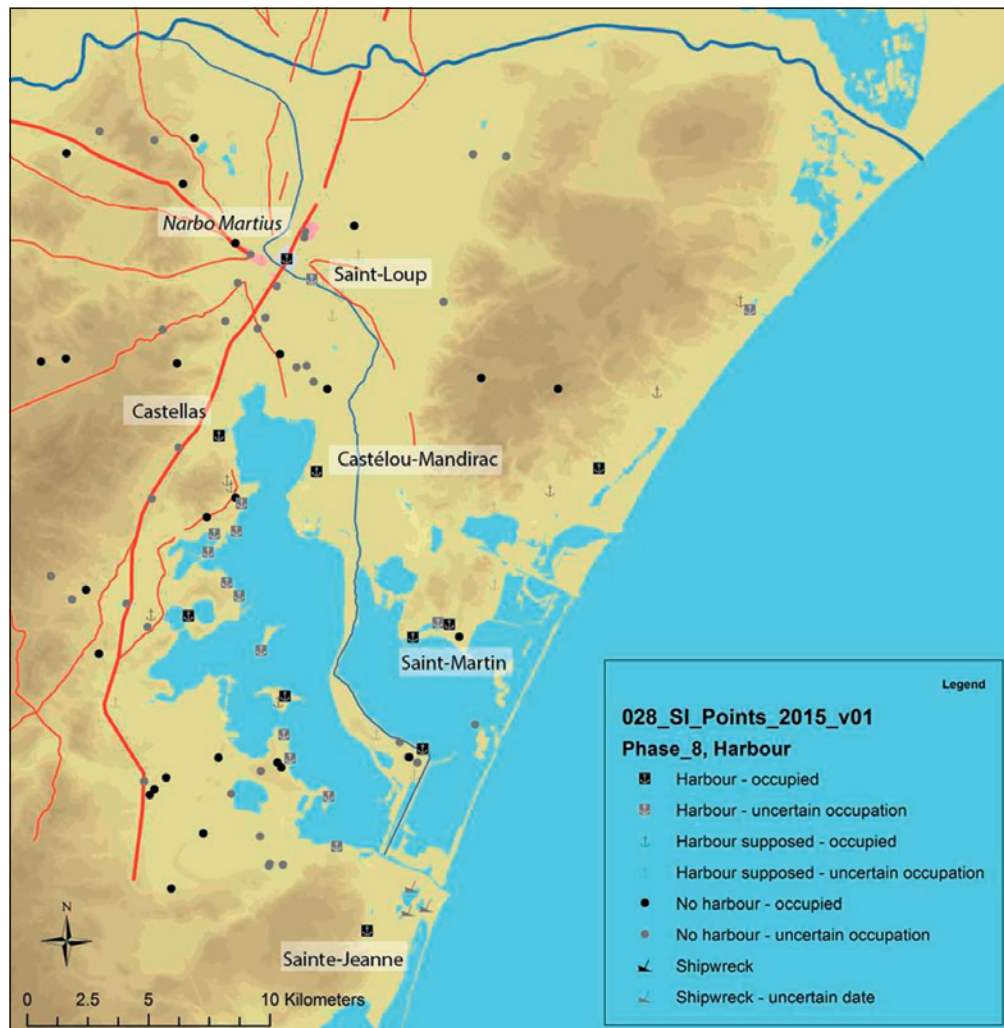 Narbo Martius
Saint-Loup
Castellas
Castélou-Mandirac
Saint-Martin
Sainte-Jeanne
N
0 2.5 5 10 Kilometers
Legend
028_SI_Points_2015_v01
Phase_8, Harbour
Harbour - occupied
Harbour - uncertain occupation
Harbour supposed - occupied
Harbour supposed - uncertain occupation
No harbour - occupied
No harbour - uncertain occupation
Shipwreck
Shipwreck - uncertain date